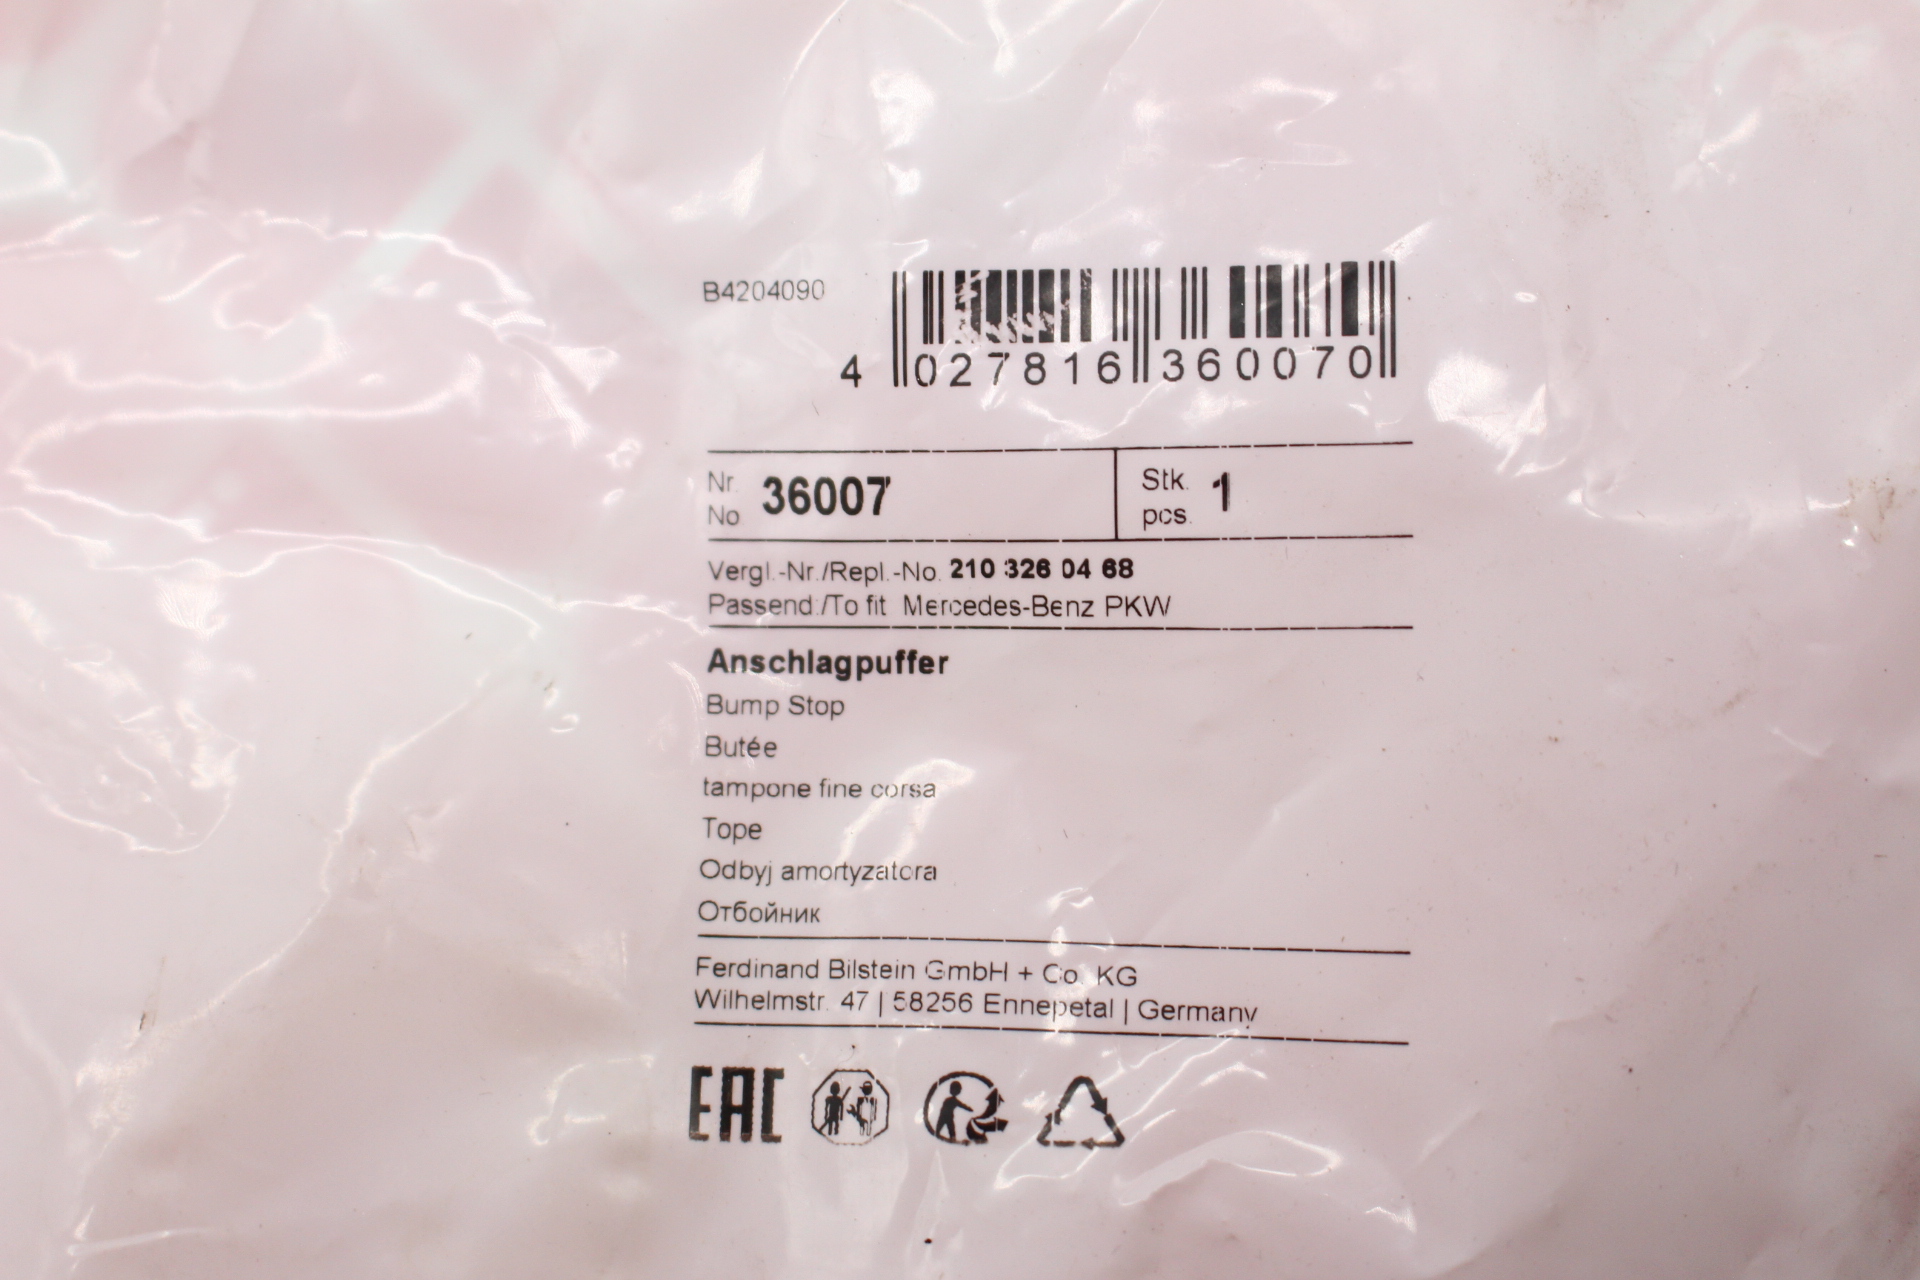 B4204090
4 027816 360070
Nr. 36007 Stk. 1
No pcs.
Vergl.-Nr./Repl.-No. 210 326 04 68
Passend:/To fit Mercedes-Benz PKW
Anschlagpuffer
Bump Stop
Butée
tampone fine corsa
Tope
Odbyj amortyzatora
Отбойник
Ferdinand Bilstein GmbH + Co. KG
Wilhelmstr. 47 | 58256 Ennepetal | Germany
EAC